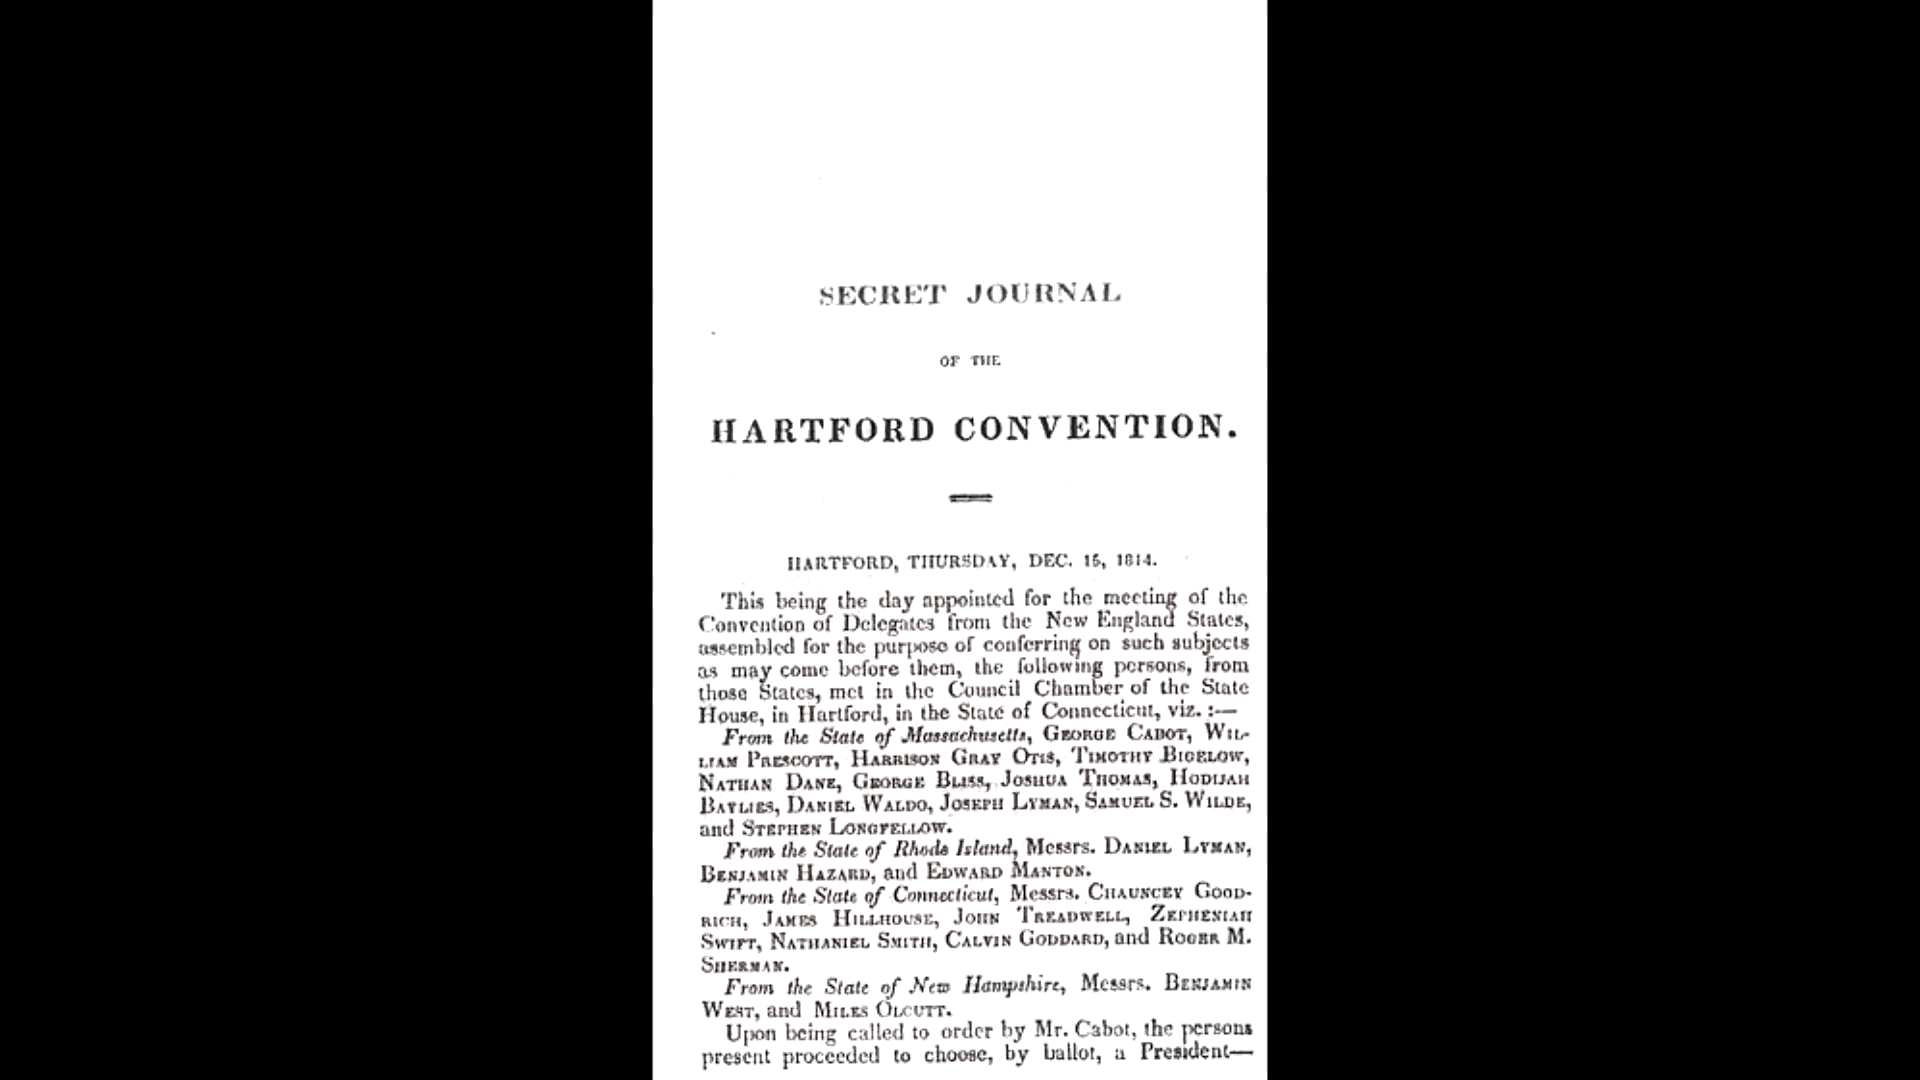 SECRET JOURNAL
OF THE
HARTFORD CONVENTION.
HARTFORD, THURSDAY, DEC. 15, 1814.
This being the day appointed for the meeting of the
Convention of Delegates from the New England States,
assembled for the purpose of conferring on such subjects
as may come before them, the following persons, from
those States, met in the Council Chamber of the State
House, in Hartford, in the State of Connecticut, viz. :—
From the State of Massachusetts, GEORGE CABOT, WIL-
LIAM PRESCOTT, HARRISON GRAY OTIS, TIMOTHY BIGELOW,
NATHAN DANE, GEORGE BLISS, JOSHUA THOMAS, HODIJAH
BAYLIES, DANIEL WALDO, JOSEPH LYMAN, SAMUEL S. WILDE,
and STEPHEN LONGFELLOW.
From the State of Rhode Island, Messrs. DANIEL LYMAN,
BENJAMIN HAZARD, and EDWARD MANTON.
From the State of Connecticut, Messrs. CHAUNCEY GOOD-
RICH, JAMES HILLHOUSE, JOHN TREADWELL, ZEPHENIAH
SWIFT, NATHANIEL SMITH, CALVIN GODDARD, and ROGER M.
SHERMAN.
From the State of New Hampshire, Messrs. BENJAMIN
WEST, and MILES OLCUTT.
Upon being called to order by Mr. Cabot, the persons
present proceeded to choose, by ballot, a President—